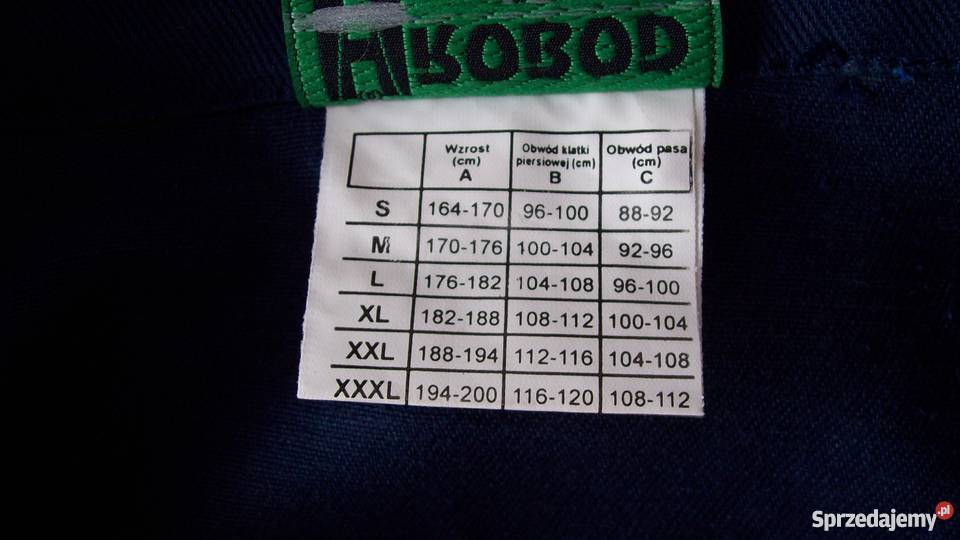 ROBOD
Wzrost (cm) A | Obwód klatki piersiowej (cm) B | Obwód pasa (cm) C
S 164-170 96-100 88-92
M 170-176 100-104 92-96
L 176-182 104-108 96-100
XL 182-188 108-112 100-104
XXL 188-194 112-116 104-108
XXXL 194-200 116-120 108-112
Sprzedajemy.pl